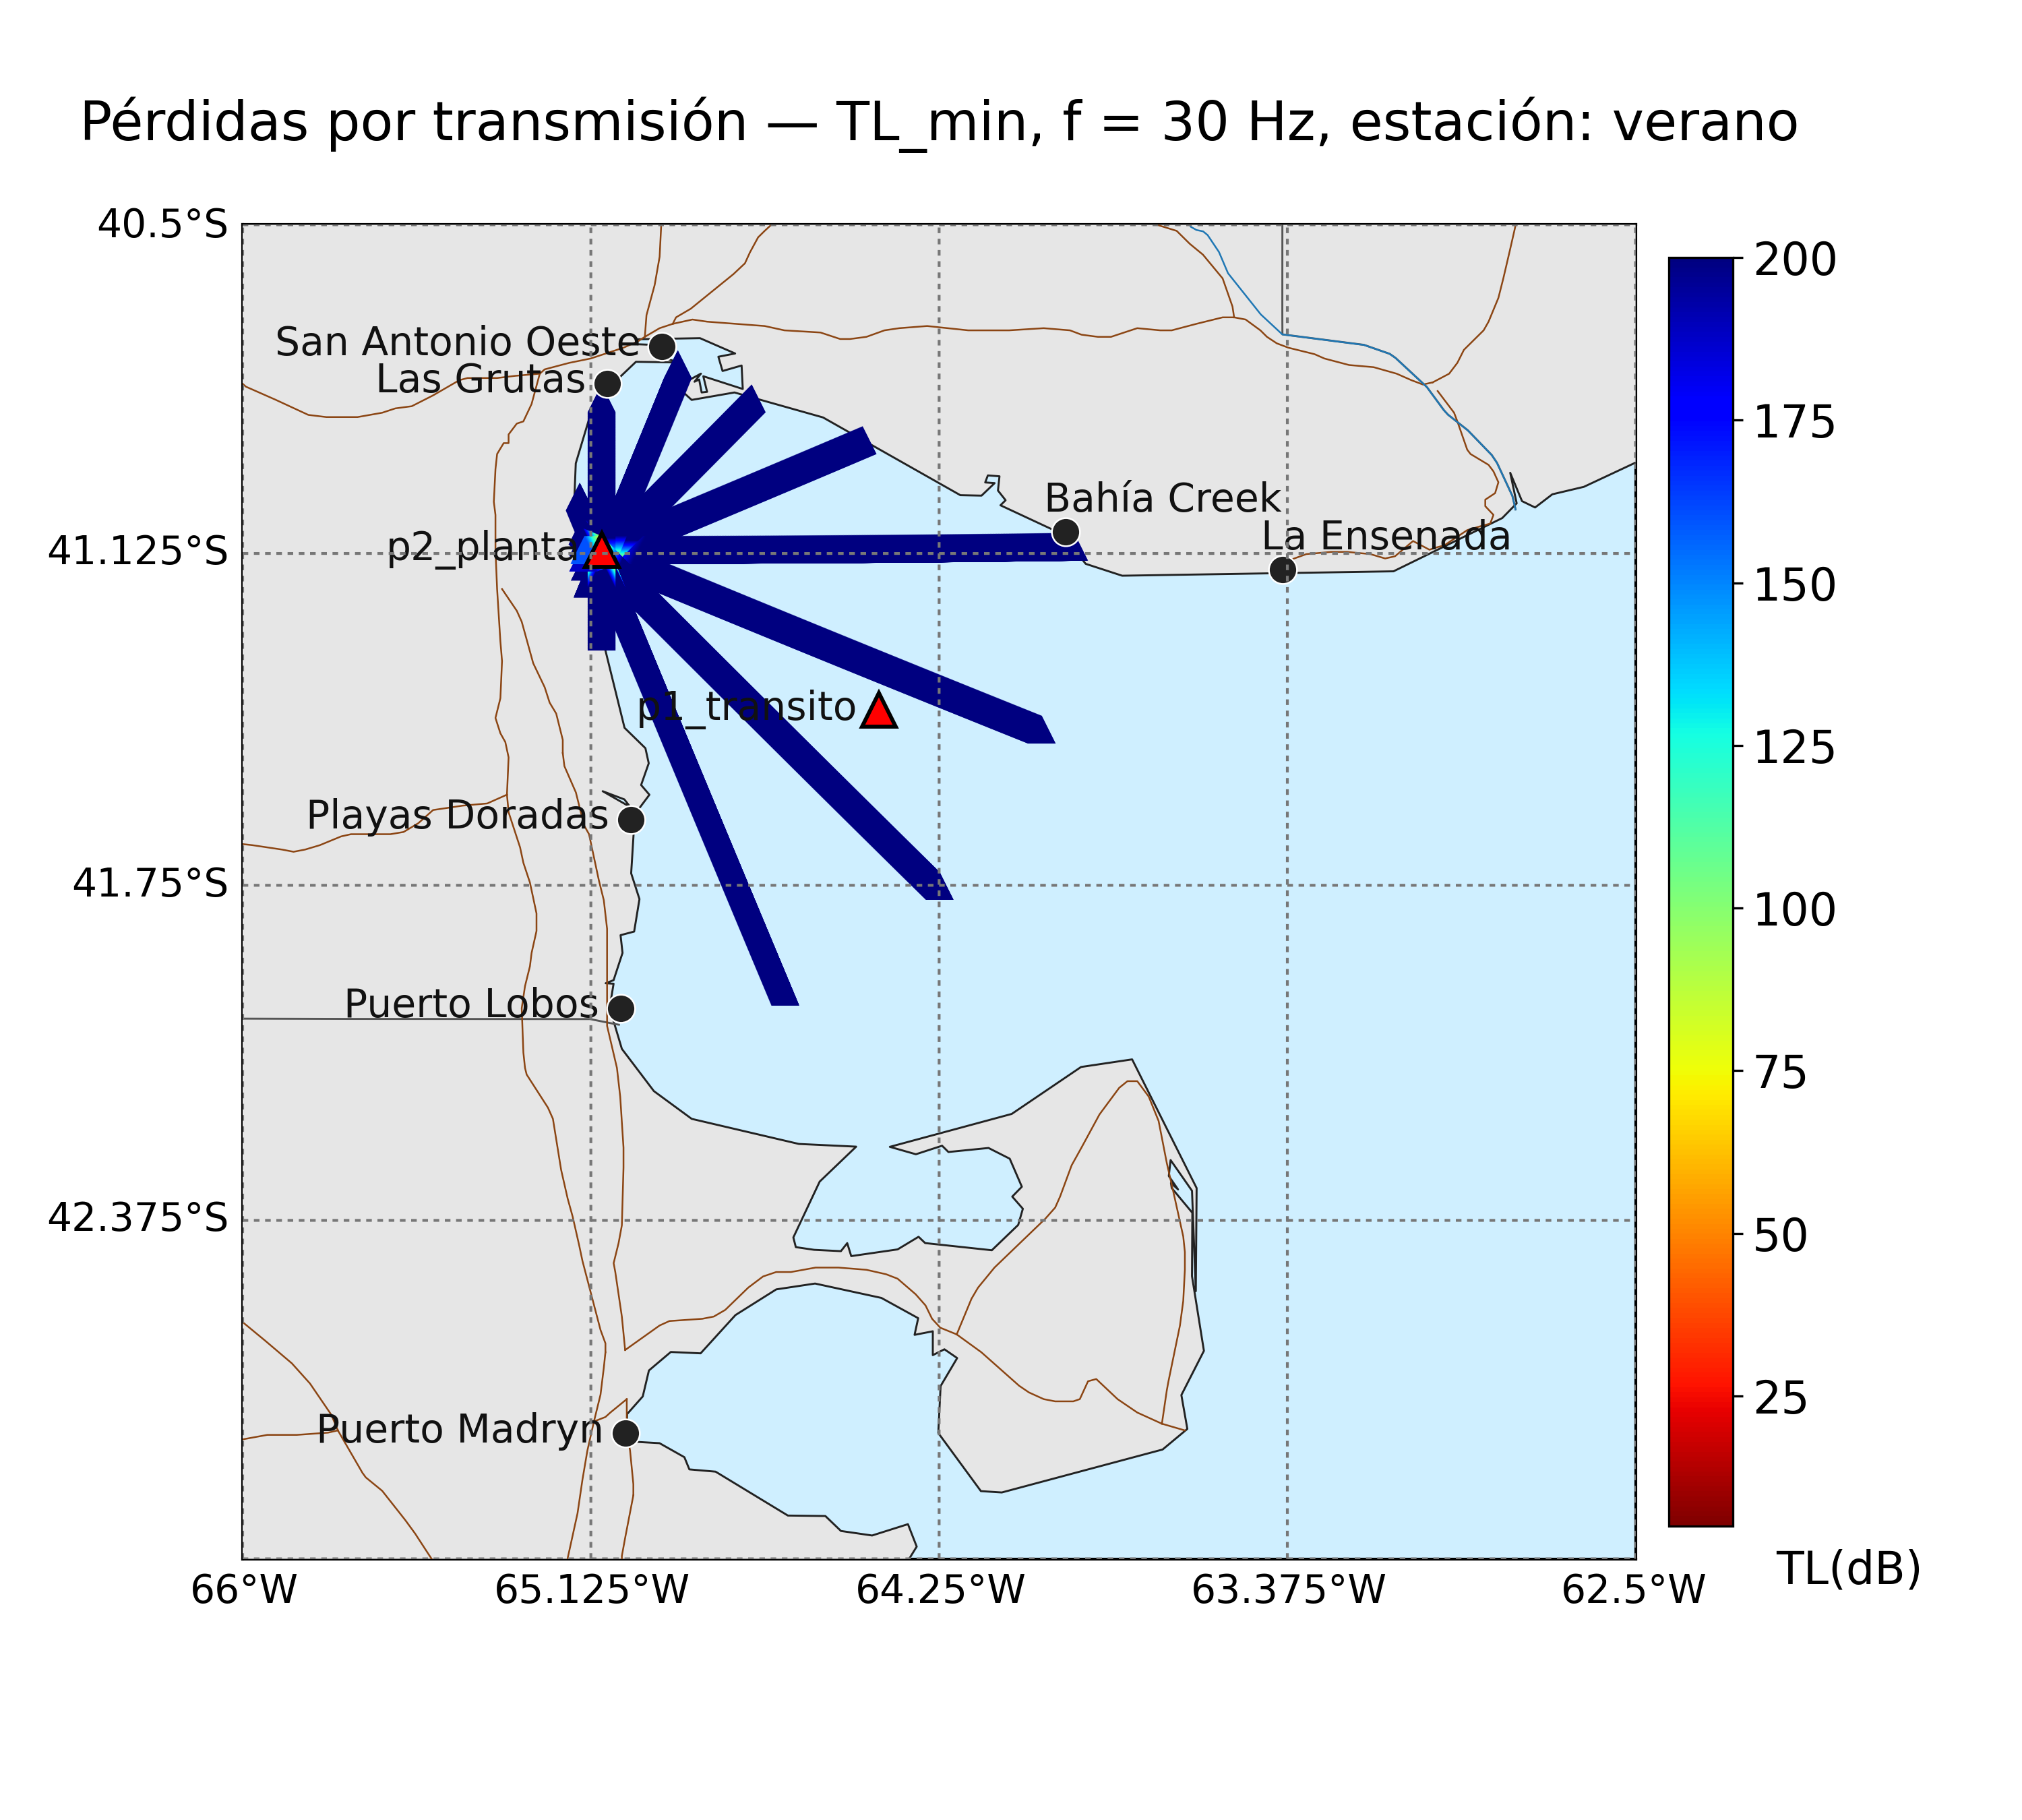 Pérdidas por transmisión — TL_min, f = 30 Hz, estación: verano
40.5°S
200
San Antonio Oeste
Las Grutas
175
Bahía Creek
La Ensenada
p2_planta
41.125°S
150
p1_transito
125
Playas Doradas
41.75°S
100
Puerto Lobos
75
42.375°S
50
25
Puerto Madryn
TL(dB)
66°W
65.125°W
64.25°W
63.375°W
62.5°W